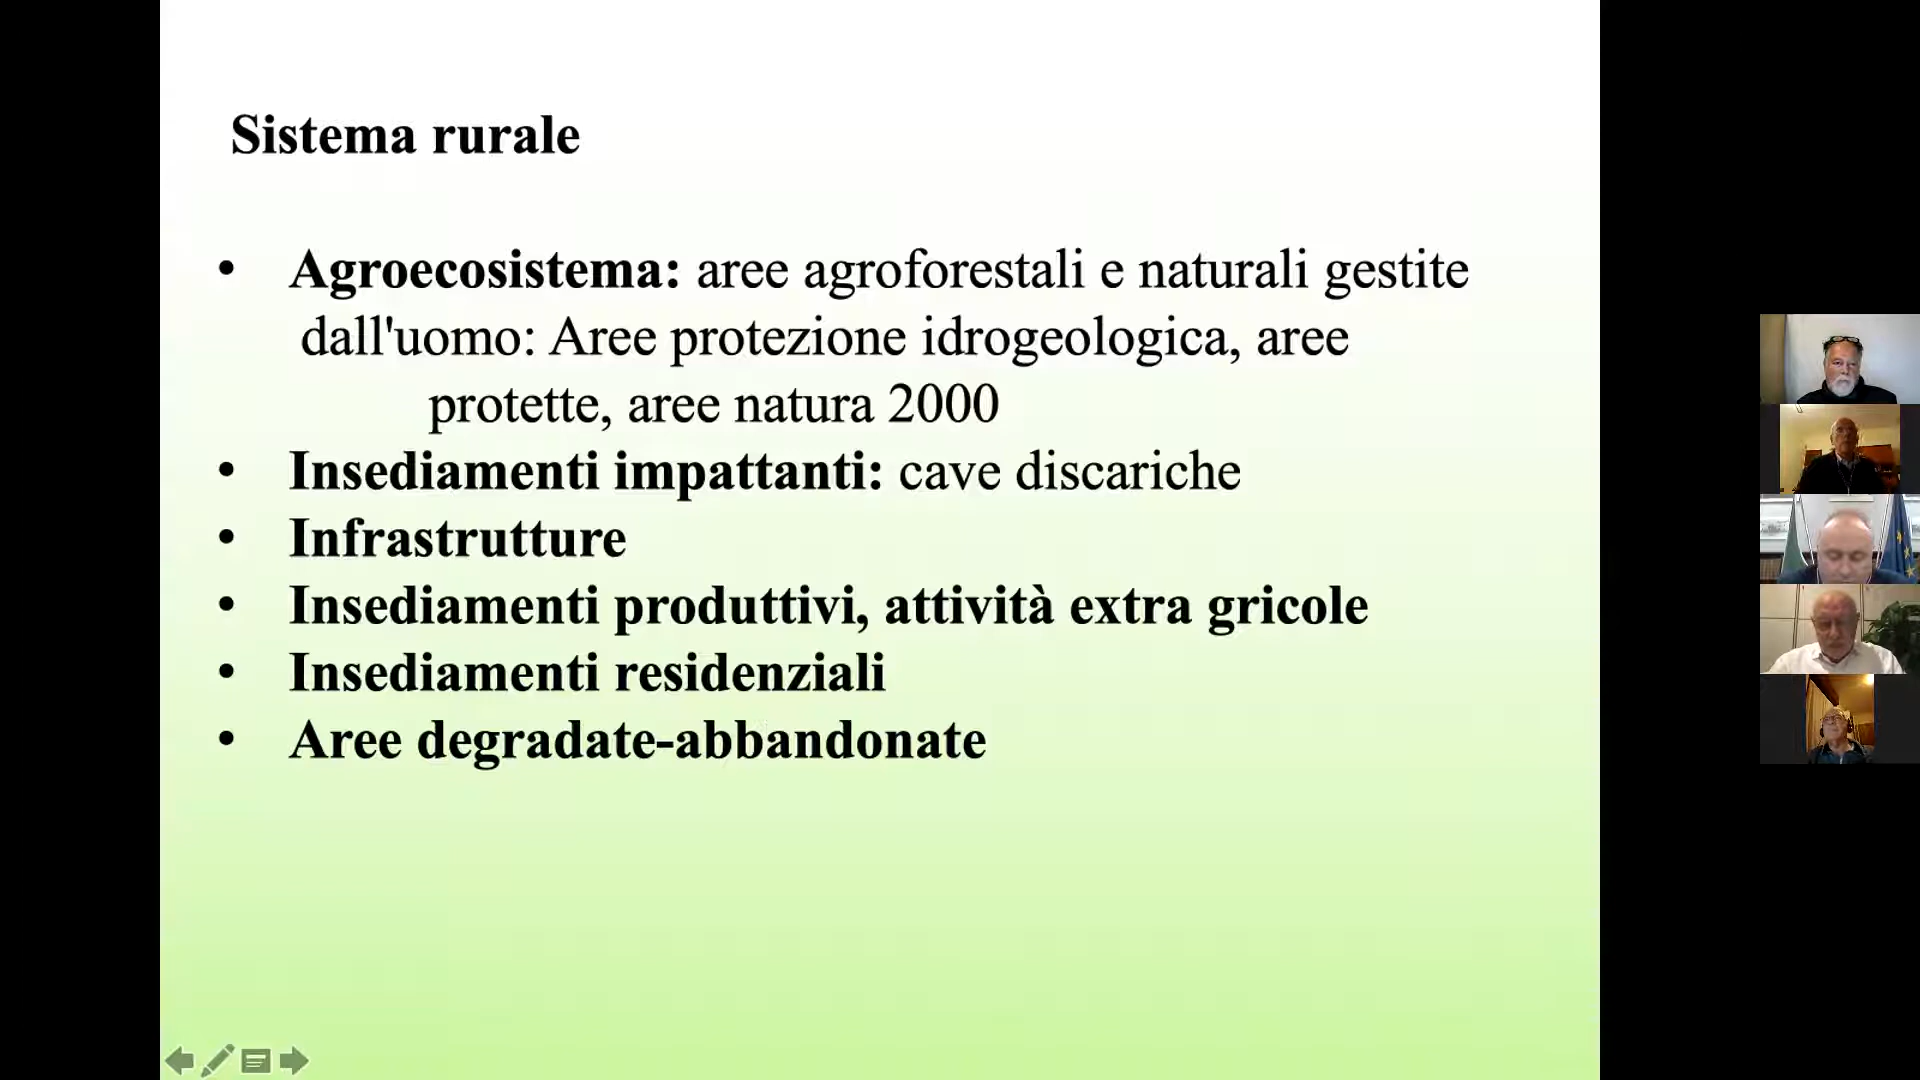 Sistema rurale
• Agroecosistema: aree agroforestali e naturali gestite
dall'uomo: Aree protezione idrogeologica, aree
protette, aree natura 2000
• Insediamenti impattanti: cave discariche
• Infrastrutture
• Insediamenti produttivi, attività extra gricole
• Insediamenti residenziali
• Aree degradate-abbandonate